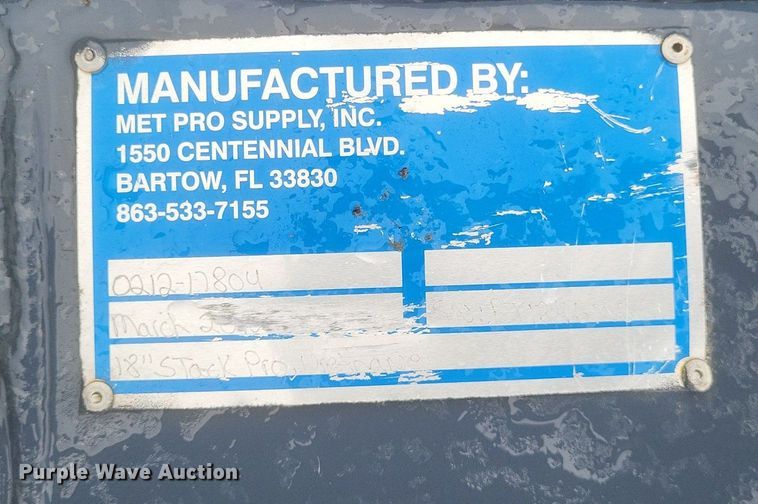 MANUFACTURED BY:
MET PRO SUPPLY, INC.
1550 CENTENNIAL BLVD.
BARTOW, FL 33830
863-533-7155
0212-17804
March
18" Stack
Purple Wave Auction